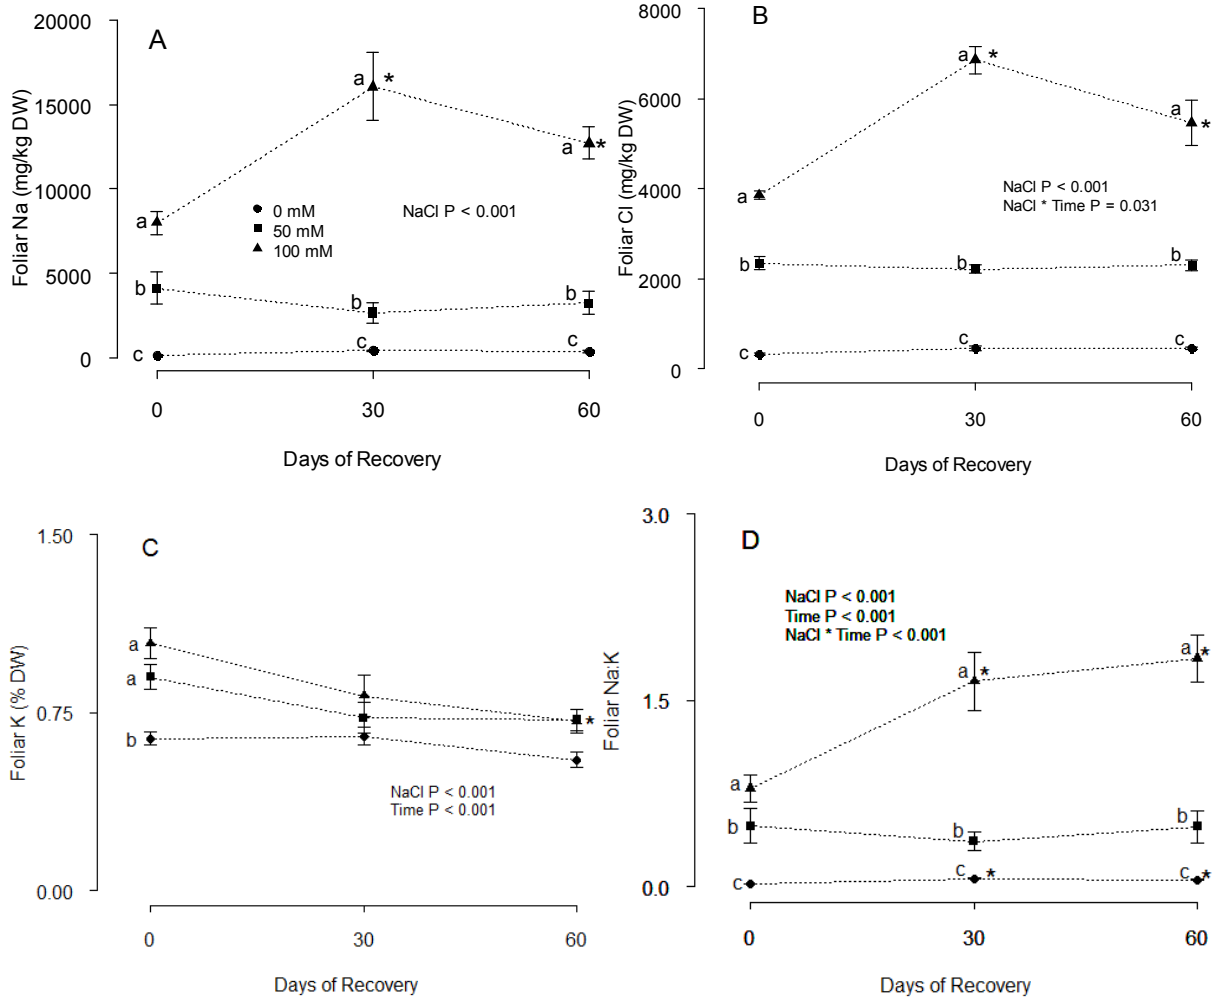 A
20000
15000
10000
5000
0
Foliar Na (mg/kg DW)
a
a
*
a
*
b
b
b
c
c
c
0 mM
50 mM
100 mM
NaCl P < 0.001
0
30
60
Days of Recovery
B
8000
6000
4000
2000
0
Foliar Cl (mg/kg DW)
a
a
*
a
*
b
b
b
c
c
c
NaCl P < 0.001
NaCl * Time P = 0.031
0
30
60
Days of Recovery
C
1.50
0.75
0.00
Foliar K (% DW)
a
a
b
*
NaCl P < 0.001
Time P < 0.001
0
30
60
Days of Recovery
D
3.0
1.5
0.0
Foliar Na:K
NaCl P < 0.001
Time P < 0.001
NaCl * Time P < 0.001
a
a
*
a
*
b
b
b
c
c
*
c
*
0
30
60
Days of Recovery